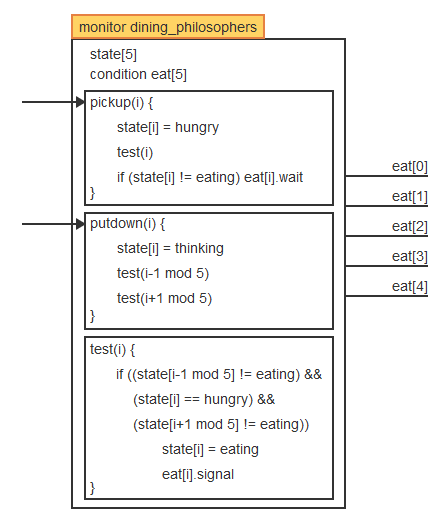 monitor dining_philosophers
state[5]
condition eat[5]
pickup(i) {
state[i] = hungry
test(i)
if (state[i] != eating) eat[i].wait
}
putdown(i) {
state[i] = thinking
test(i-1 mod 5)
test(i+1 mod 5)
}
test(i) {
if ((state[i-1 mod 5] != eating) &&
(state[i] == hungry) &&
(state[i+1 mod 5] != eating))
state[i] = eating
eat[i].signal
}
eat[0]
eat[1]
eat[2]
eat[3]
eat[4]